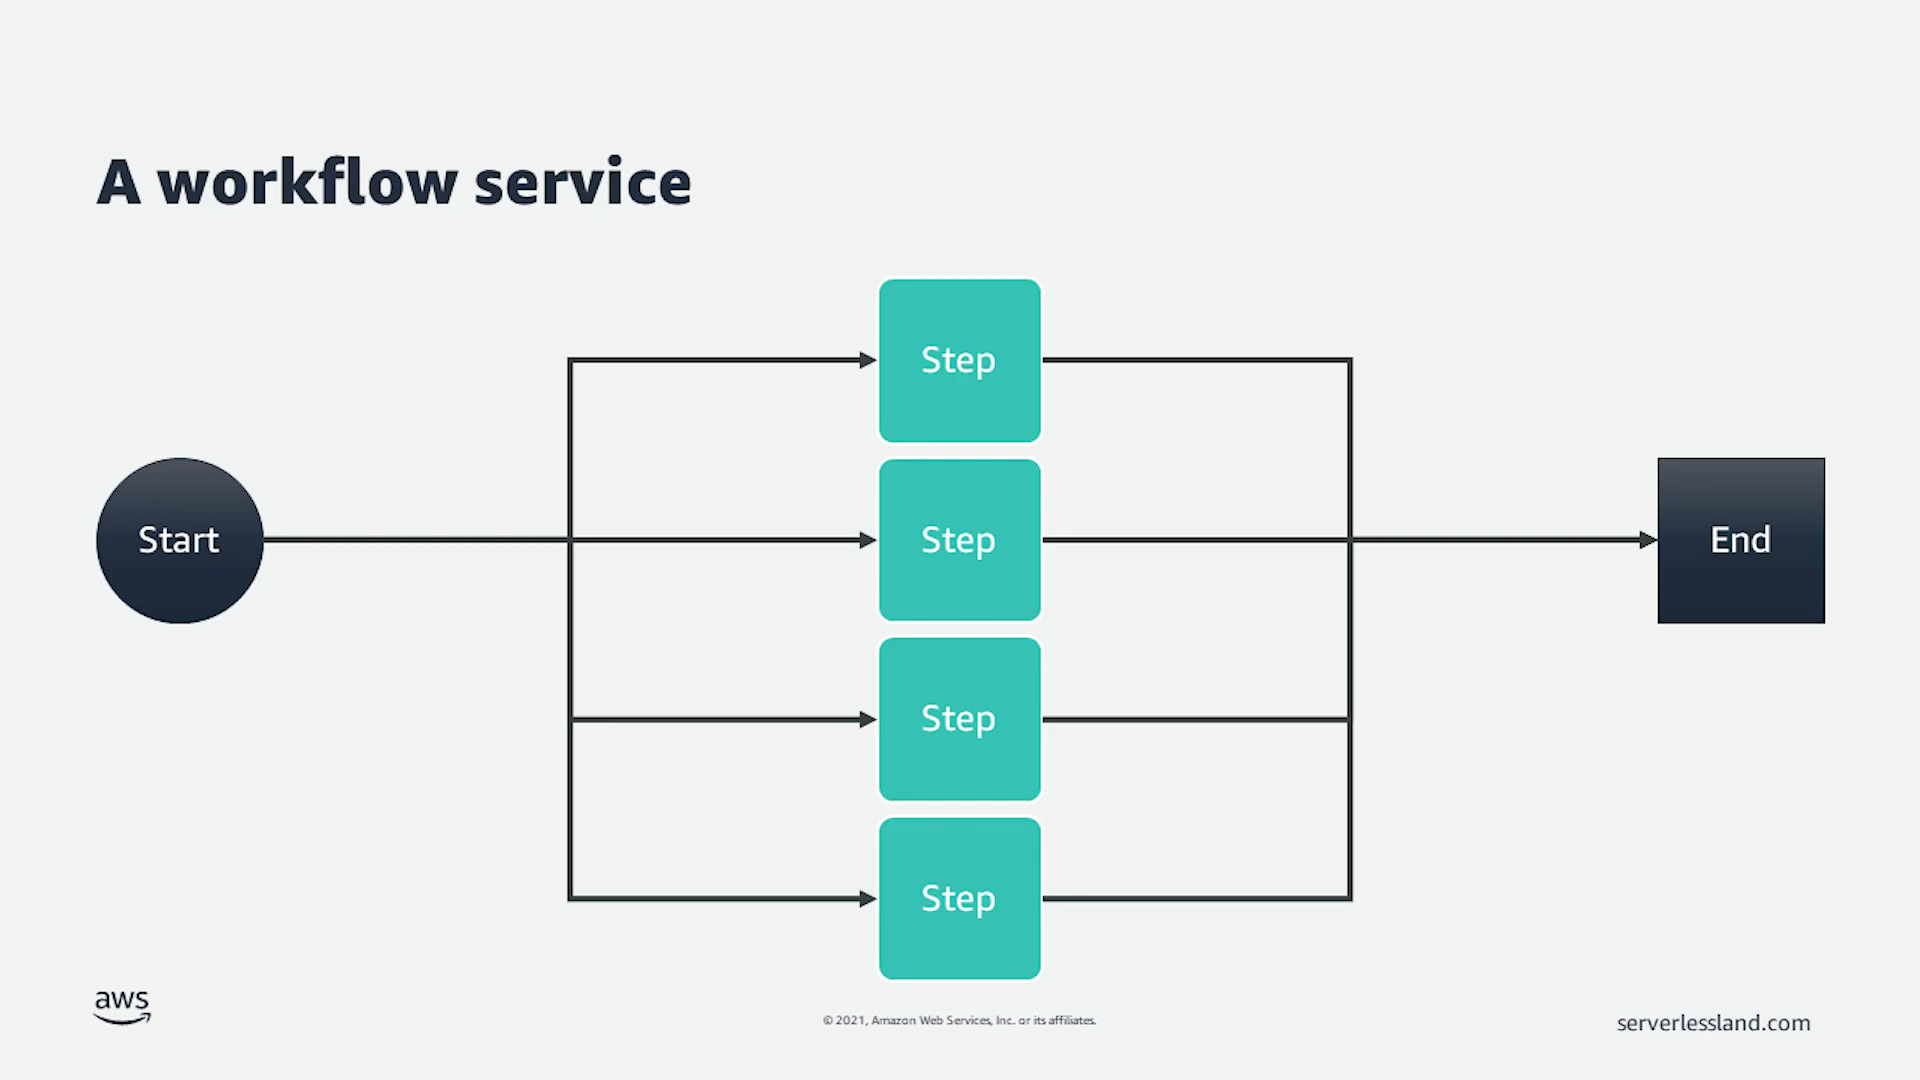 A workflow service
Step
Start
Step
End
Step
Step
aws
© 2021, Amazon Web Services, Inc. or its affiliates.
serverlessland.com